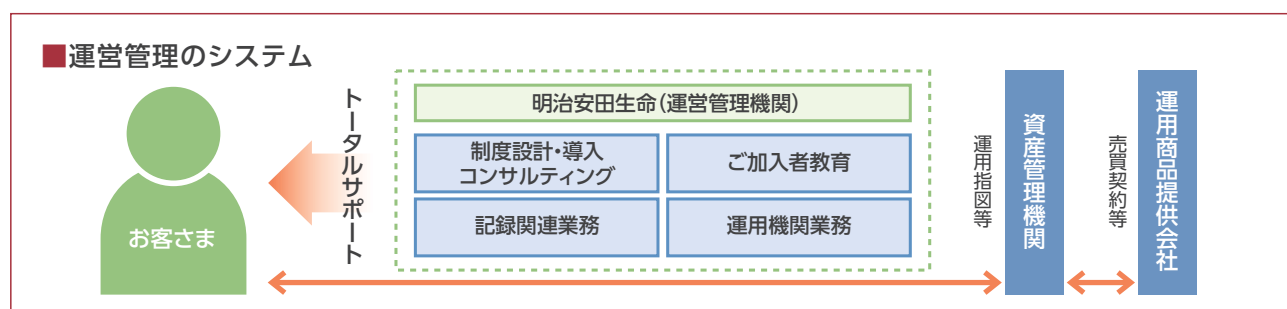 ■運営管理のシステム
お客さま
トータルサポート
明治安田生命(運営管理機関)
制度設計・導入
コンサルティング
ご加入者教育
記録関連業務
運用機関業務
運用指図等
資産管理機関
売買契約等
運用商品提供会社